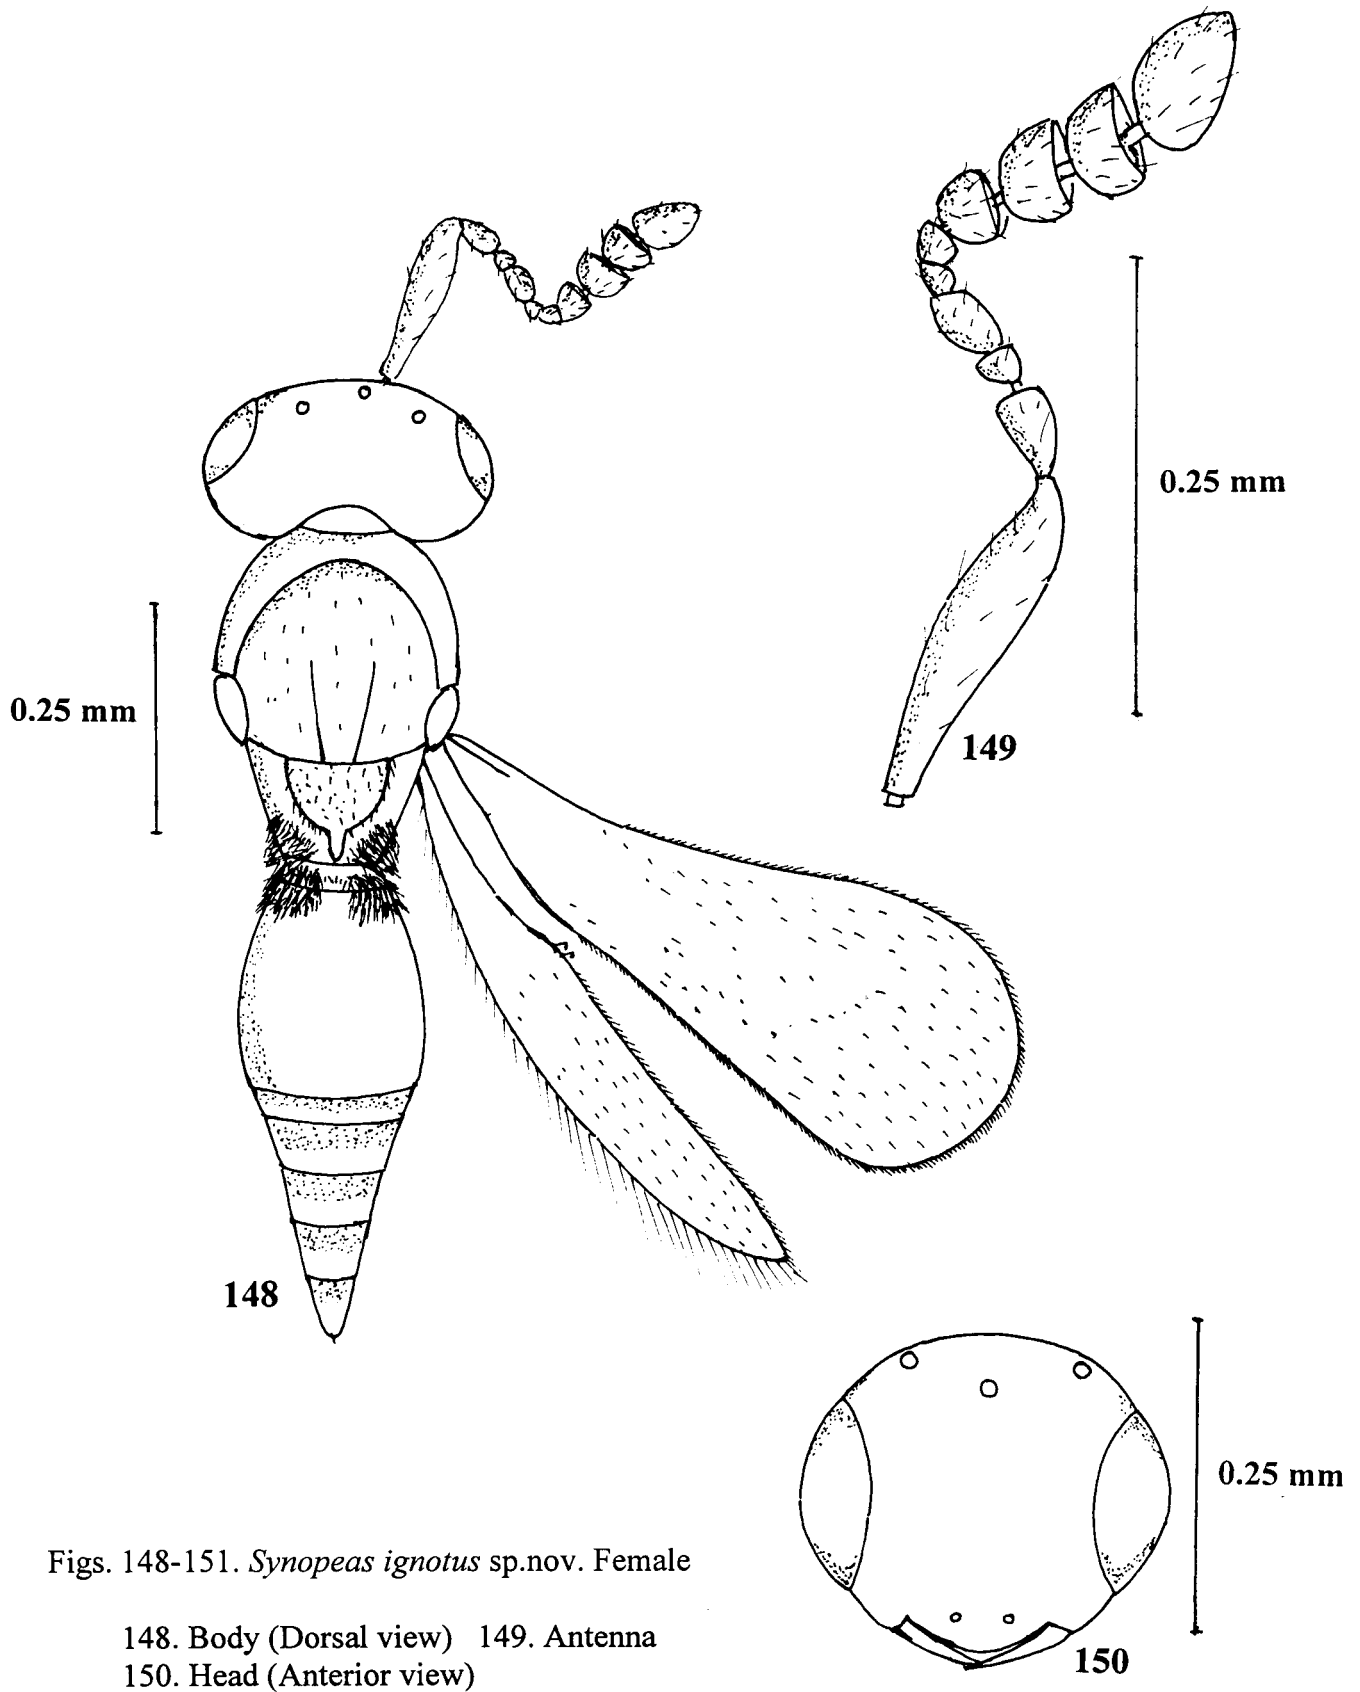 0.25 mm
149
0.25 mm
148
0.25 mm
150
Figs. 148-151. Synopeas ignotus sp.nov. Female
148. Body (Dorsal view) 149. Antenna
150. Head (Anterior view)